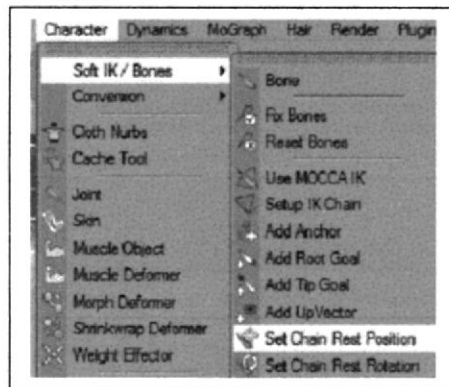 Character Dynamics MoGraph Hair Render Plugin
Soft IK / Bones
Conversion
Cloth Nurbs
Cache Tool
Joint
Skin
Muscle Object
Muscle Deformer
Morph Deformer
Shrinkwrap Deformer
Weight Effector
Bone
Fix Bones
Reset Bones
Use MOCCA IK
Setup IK Chain
Add Anchor
Add Root Goal
Add Tip Goal
Add UpVector
Set Chain Rest Position
Set Chain Rest Rotation